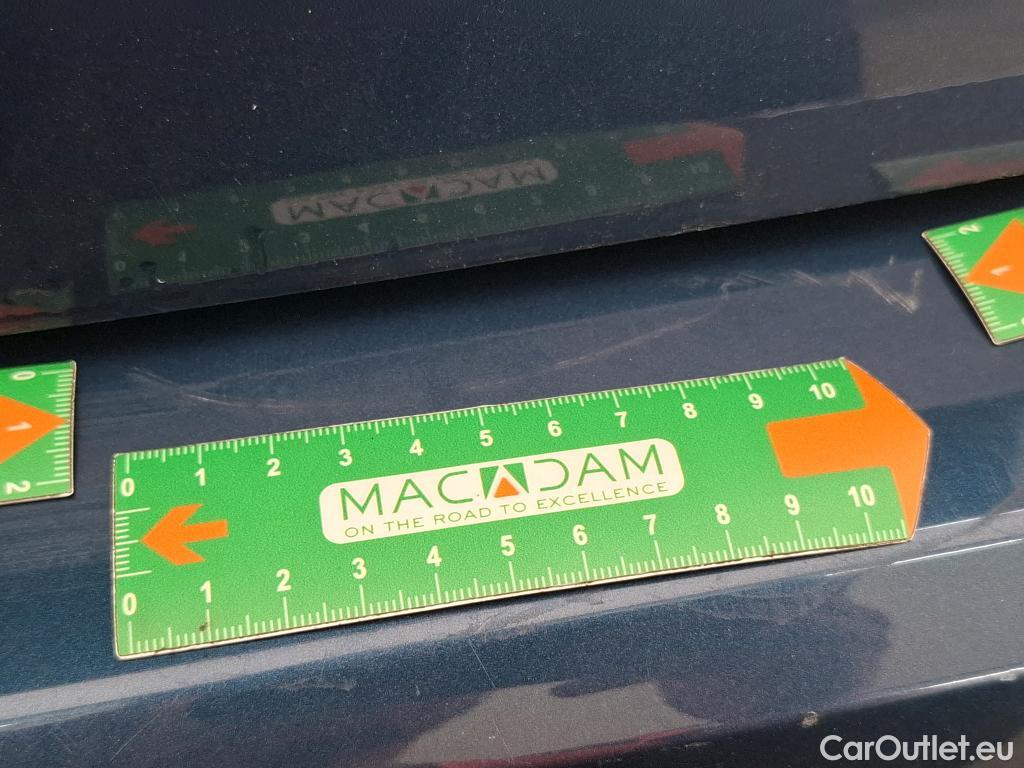 MACADAM
2
1
0 1 2 3 4 5 6 7 8 9 10
MACADAM
ON THE ROAD TO EXCELLENCE
0 1 2 3 4 5 6 7 8 9 10
0
1
2
CarOutlet.eu